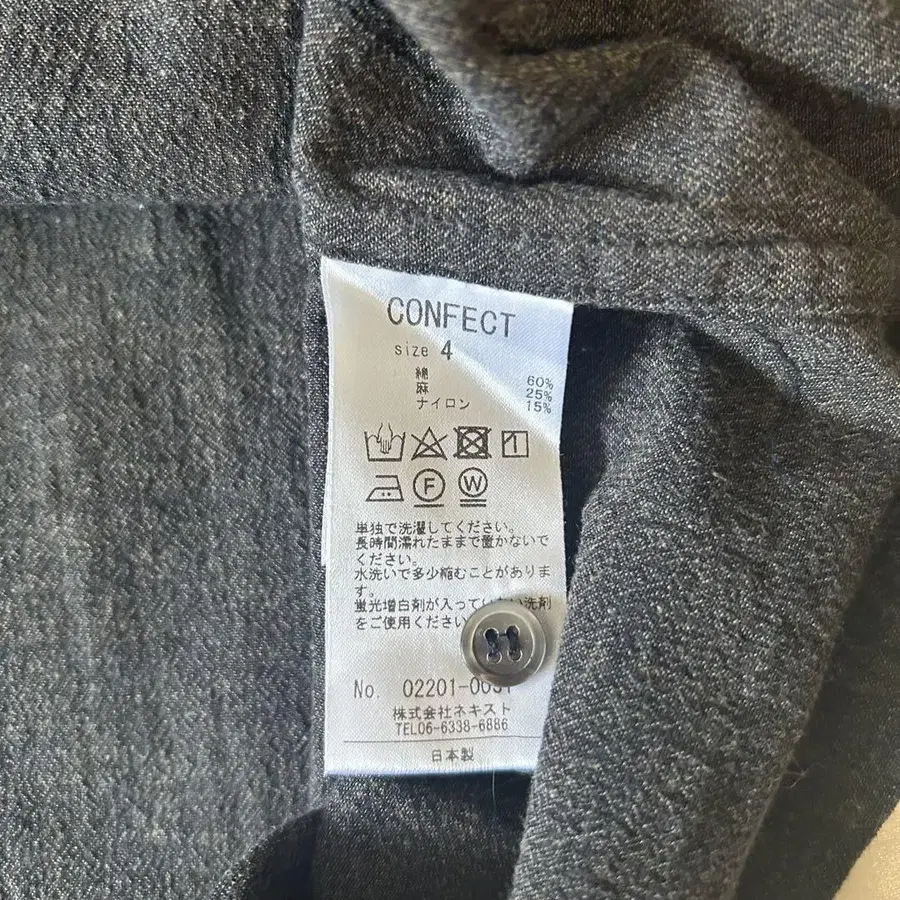 CONFECT
size 4
綿 60%
麻 25%
ナイロン 15%
1
F W
単独で洗濯してください。
長時間濡れたままで置かないで
ください。
水洗いで多少縮むことがありま
す。
蛍光増白剤が入っていない洗剤
をご使用ください
No. 02201-00
株式会社ネキスト
TEL06-6338-6886
日本製